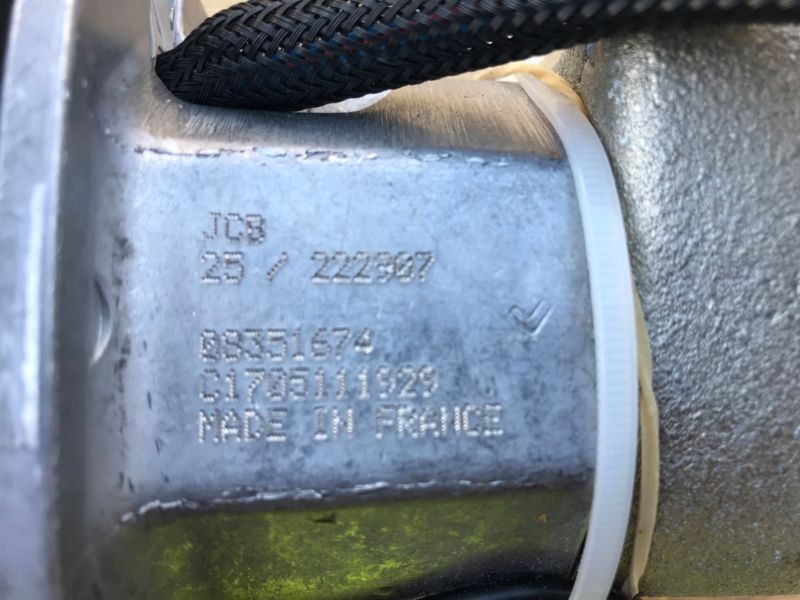 JCB
25 / 222907
08351674
C1705111929
MADE IN FRANCE